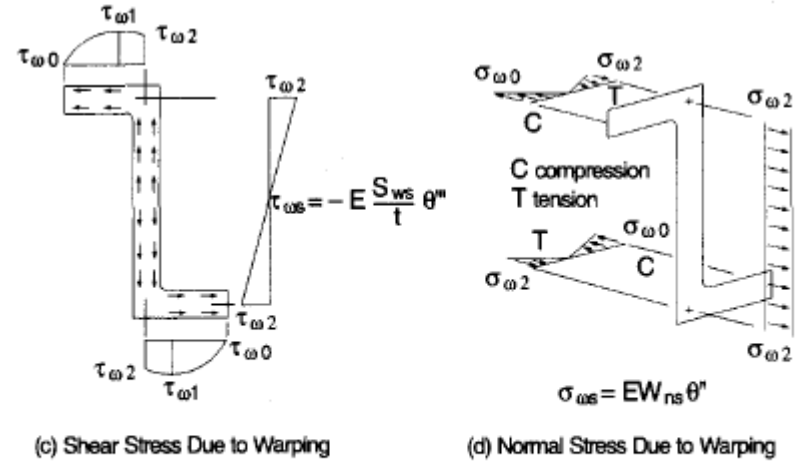 τω1
τω0 τω2
τω2
τωs = − E Sws/t θ'''
τω2
τω2 τω0
τω1
(c) Shear Stress Due to Warping
σω0 σω2
T
C
σω2
C compression
T tension
T σω0
C
σω2
σω2
σωs = EWns θ''
(d) Normal Stress Due to Warping